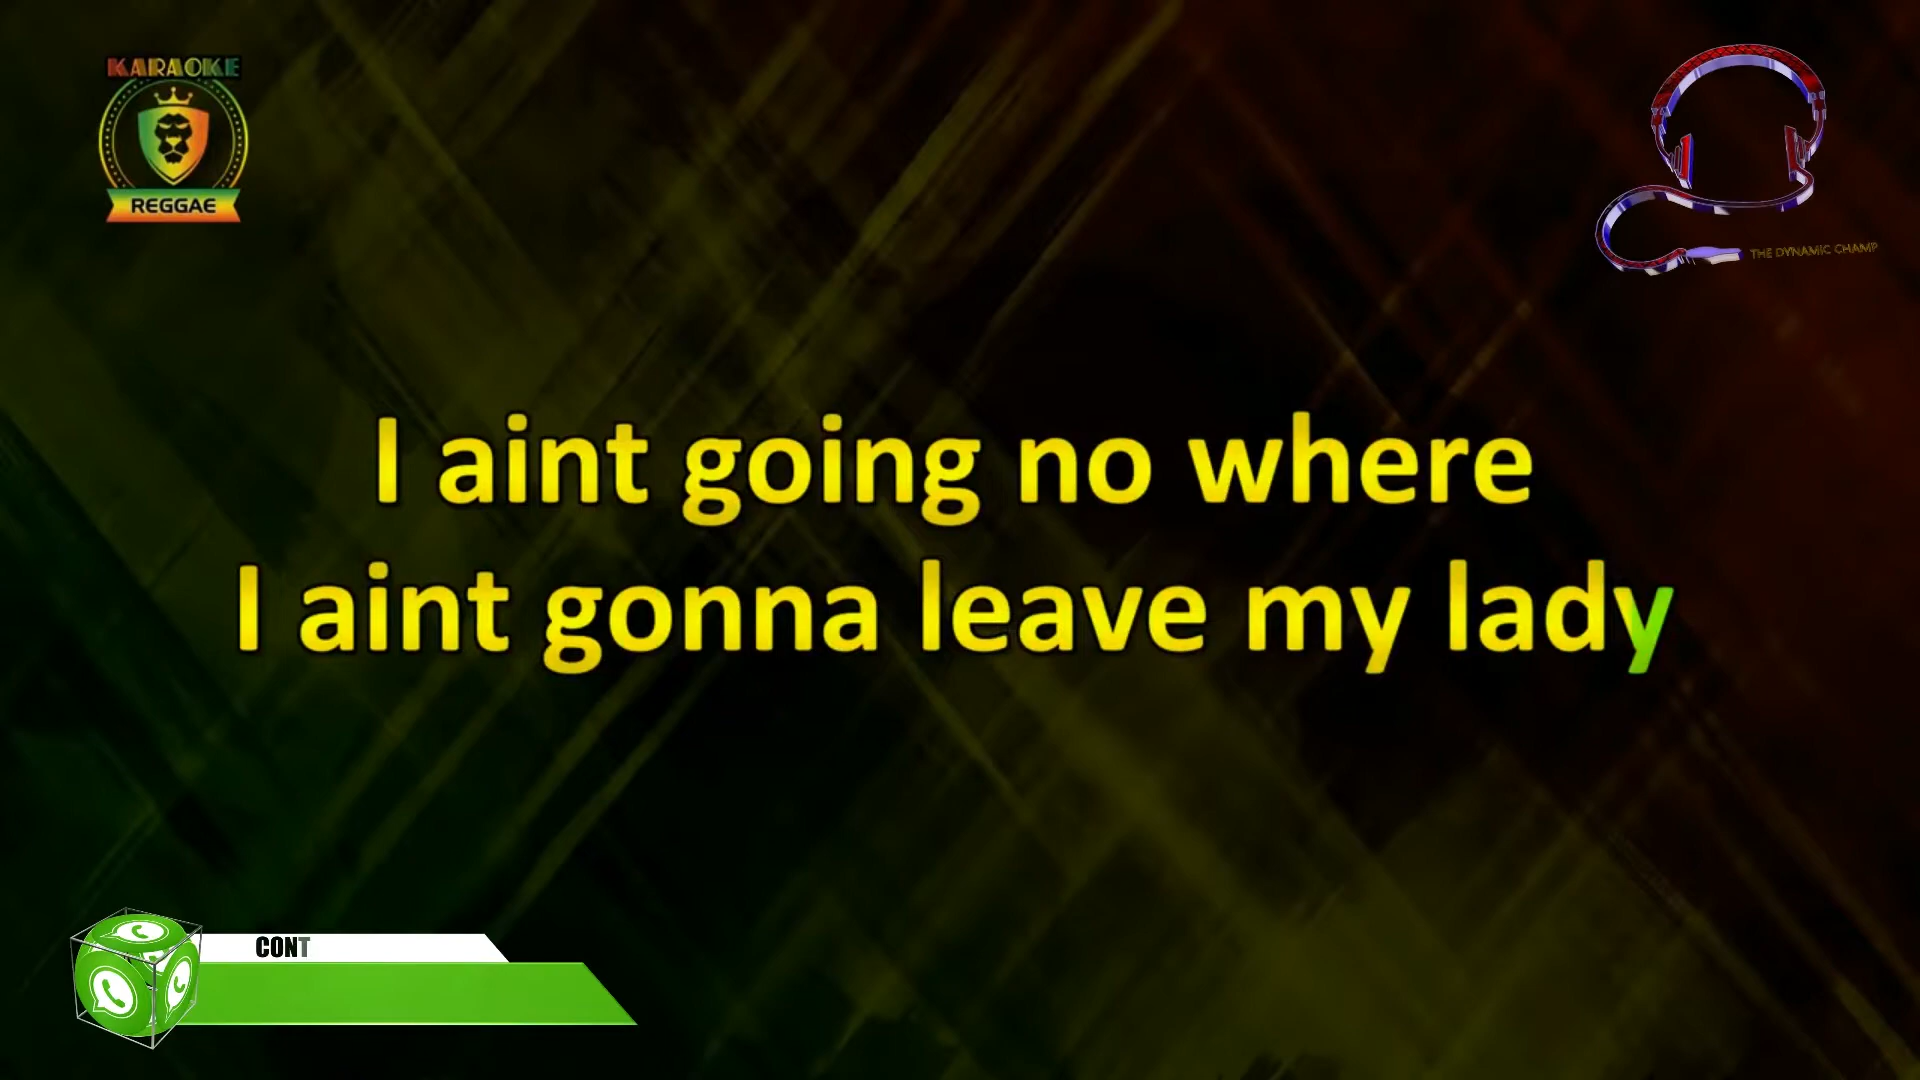 KARAOKE
REGGAE
THE DYNAMIC CHAMP
I aint going no where
I aint gonna leave my lady
CONT